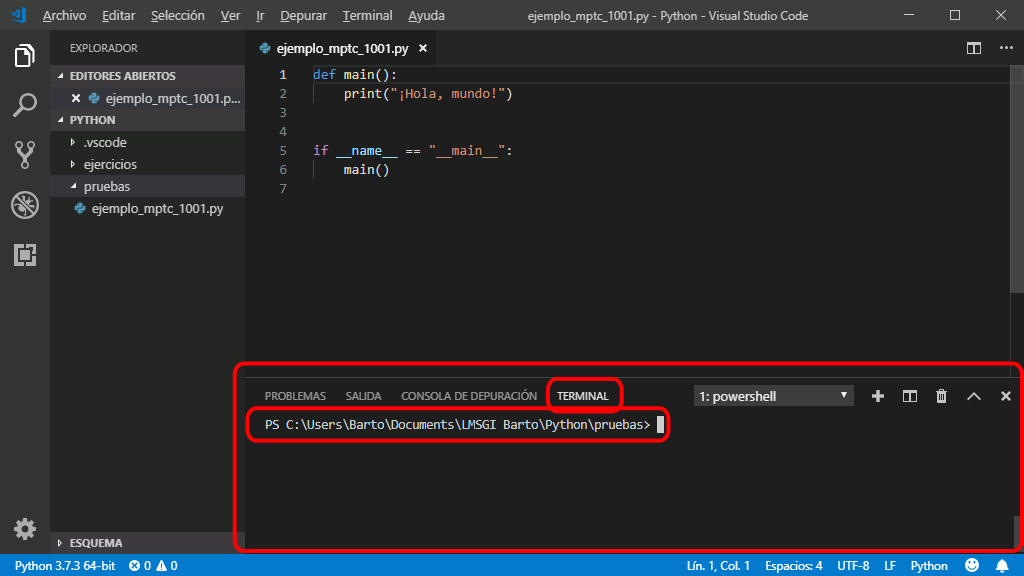 Archivo Editar Selección Ver Ir Depurar Terminal Ayuda ejemplo_mptc_1001.py - Python - Visual Studio Code
EXPLORADOR
EDITORES ABIERTOS
ejemplo_mptc_1001.p...
PYTHON
.vscode
ejercicios
pruebas
ejemplo_mptc_1001.py
ESQUEMA
ejemplo_mptc_1001.py
1 def main():
2 print("¡Hola, mundo!")
3
4
5 if __name__ == "__main__":
6 main()
7
PROBLEMAS SALIDA CONSOLA DE DEPURACIÓN TERMINAL 1: powershell
PS C:\Users\Barto\Documents\LMSGI Barto\Python\pruebas>
Python 3.7.3 64-bit 0 0 Lín. 1, Col. 1 Espacios: 4 UTF-8 LF Python